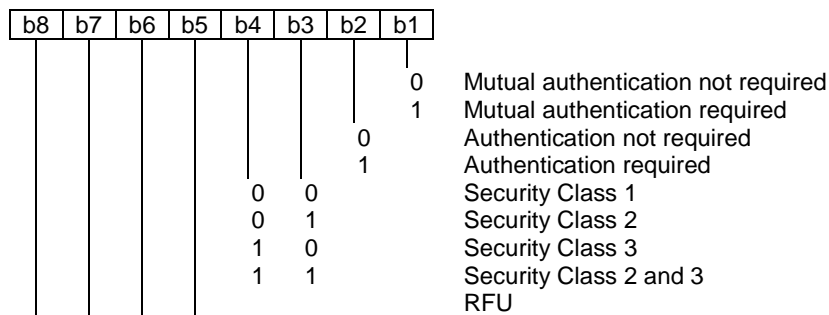 b8 b7 b6 b5 b4 b3 b2 b1
0 Mutual authentication not required
1 Mutual authentication required
0 Authentication not required
1 Authentication required
0 0 Security Class 1
0 1 Security Class 2
1 0 Security Class 3
1 1 Security Class 2 and 3
RFU